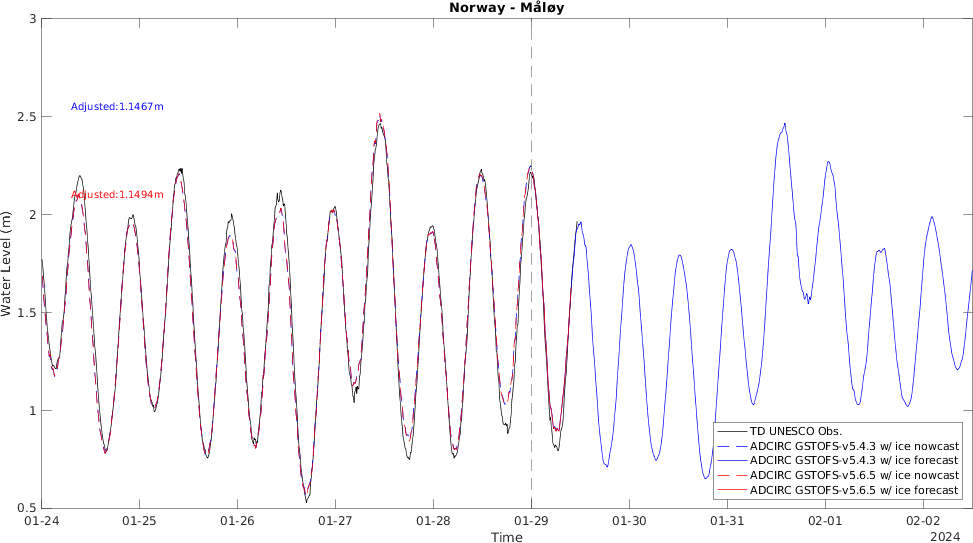 Norway - Måløy
3
2.5
2
1.5
1
0.5
Water Level (m)
Adjusted:1.1467m
Adjusted:1.1494m
TD UNESCO Obs.
ADCIRC GSTOFS-v5.4.3 w/ ice nowcast
ADCIRC GSTOFS-v5.4.3 w/ ice forecast
ADCIRC GSTOFS-v5.6.5 w/ ice nowcast
ADCIRC GSTOFS-v5.6.5 w/ ice forecast
01-24 01-25 01-26 01-27 01-28 01-29 01-30 01-31 02-01 02-02
Time
2024